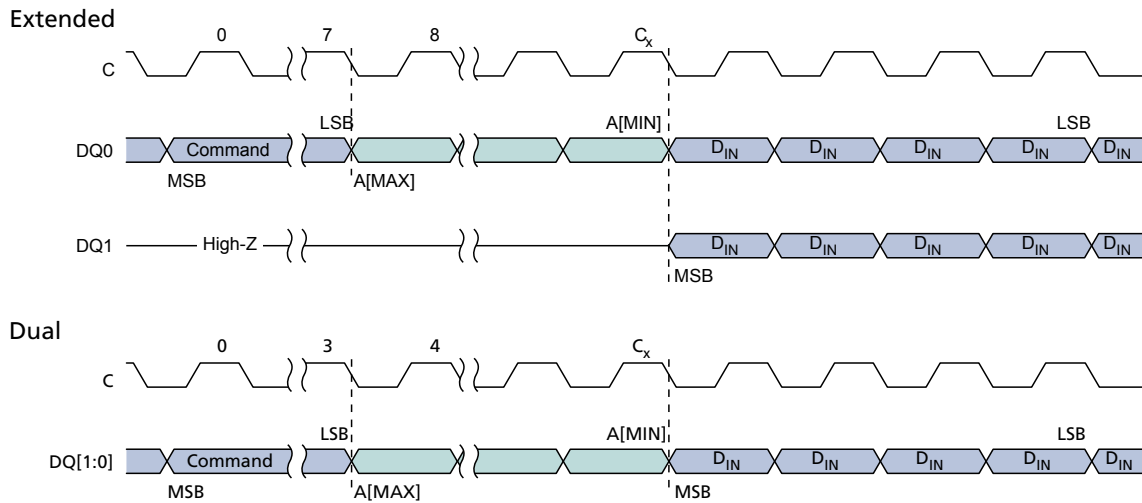 Extended
0 7 8 Cx
C
LSB A[MIN] LSB
DQ0 Command DIN DIN DIN DIN DIN
MSB A[MAX]
DQ1 High-Z DIN DIN DIN DIN DIN
MSB
Dual
0 3 4 Cx
C
LSB A[MIN] LSB
DQ[1:0] Command DIN DIN DIN DIN DIN
MSB A[MAX] MSB